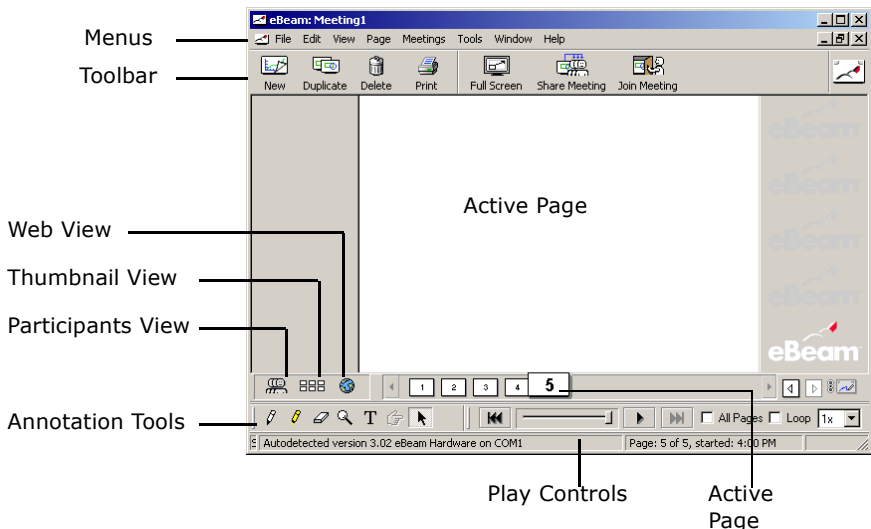 eBeam: Meeting1
Menus
File Edit View Page Meetings Tools Window Help
Toolbar
New Duplicate Delete Print Full Screen Share Meeting Join Meeting
eBeam
eBeam
Active Page
Web View
eBeam
Thumbnail View
eBeam
Participants View
eBeam
1 2 3 4 5
Annotation Tools
T All Pages Loop 1x
Autodetected version 3.02 eBeam Hardware on COM1 Page: 5 of 5, started: 4:00 PM
Play Controls
Active
Page